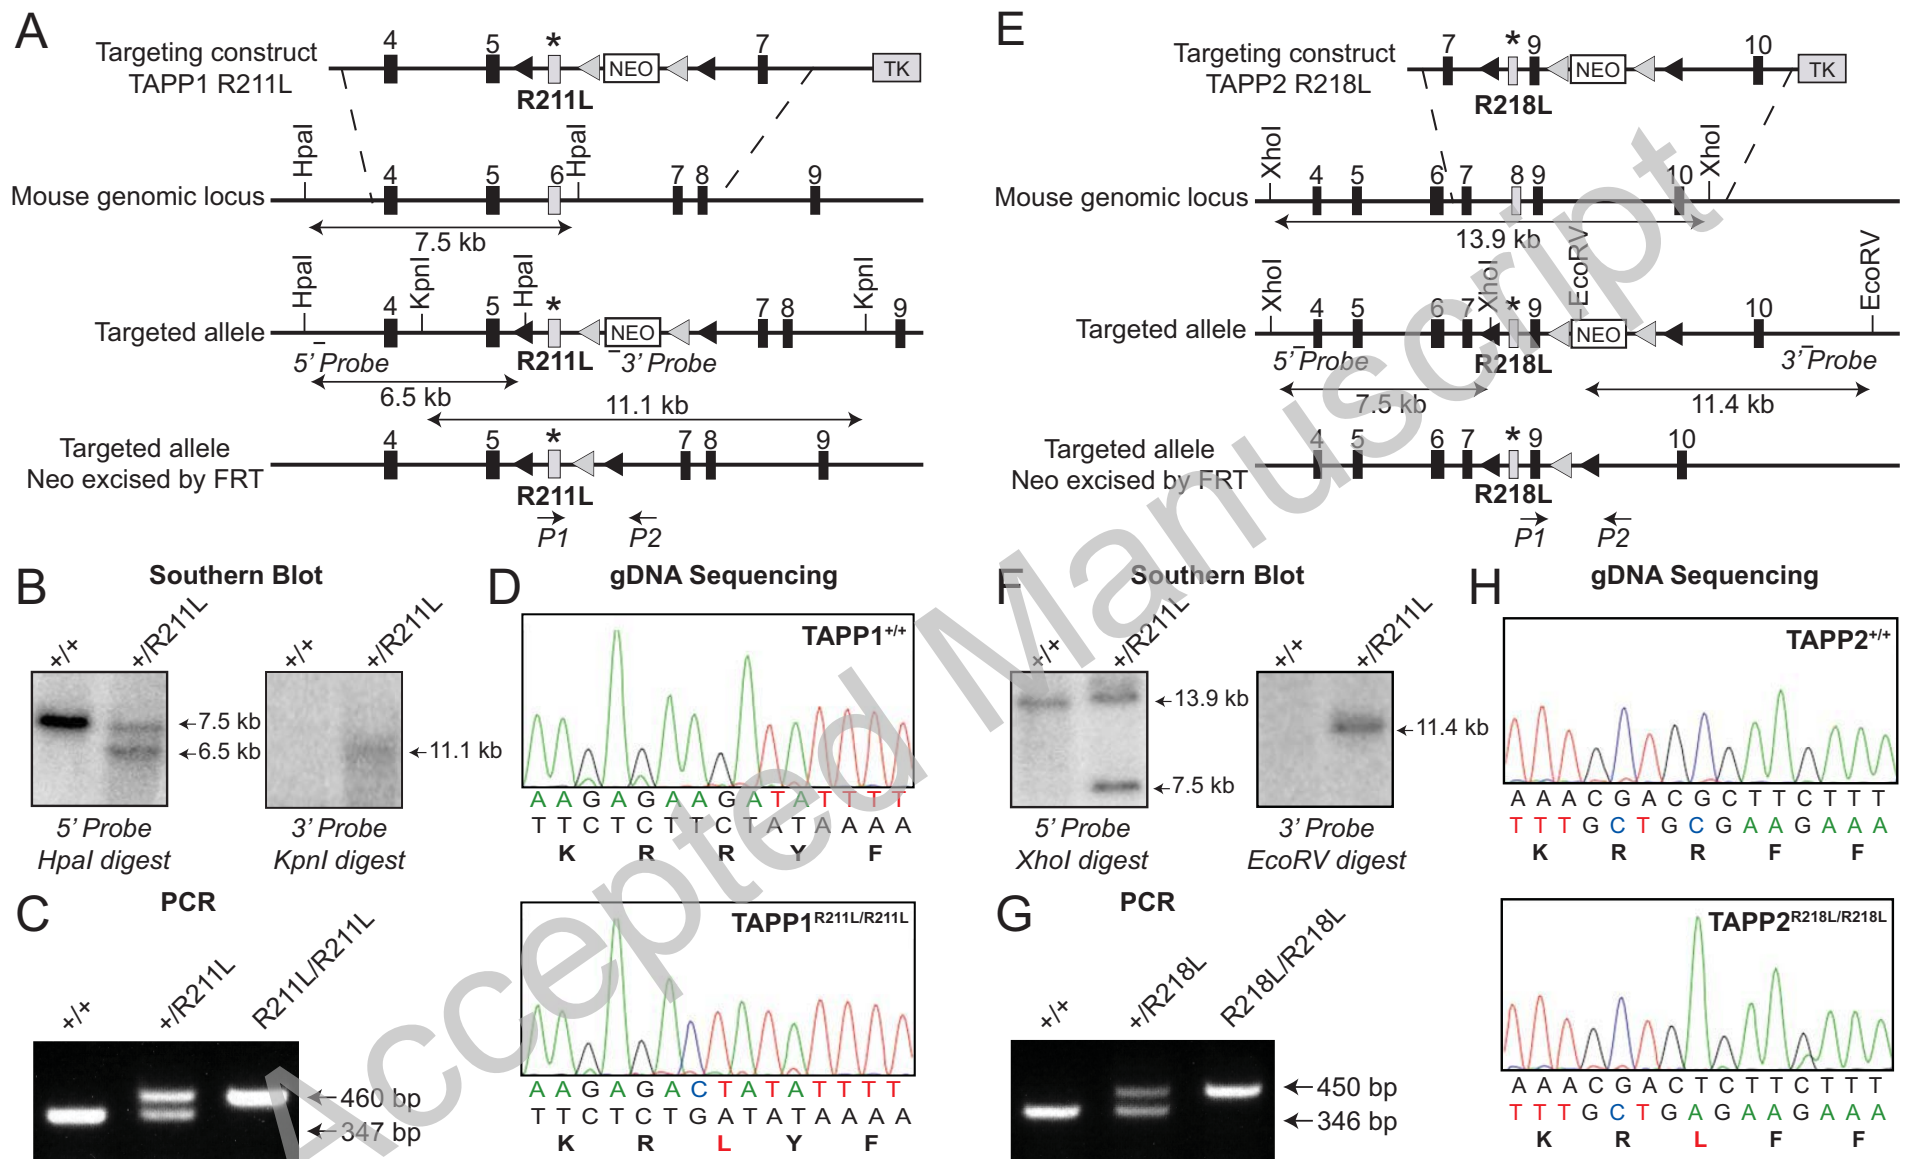 A
Targeting construct
TAPP1 R211L
4 5 * NEO 7 TK
R211L
HpaI HpaI
Mouse genomic locus 4 5 6 7 8 9
7.5 kb
HpaI KpnI HpaI KpnI
Targeted allele 4 5 * NEO 7 8 9
5’ Probe R211L 3’ Probe
6.5 kb 11.1 kb
Targeted allele
Neo excised by FRT
4 5 * 7 8 9
R211L
P1 P2
B Southern Blot
+/+ +/R211L +/+ +/R211L
7.5 kb
6.5 kb
11.1 kb
5’ Probe
HpaI digest
3’ Probe
KpnI digest
C PCR
+/+ +/R211L R211L/R211L
460 bp
347 bp
D gDNA Sequencing
TAPP1+/+
A A G A G A A G A T A T T T T
T T C T C T T C T A T A A A A
K R R Y F
TAPP1R211L/R211L
A A G A G A C T A T A T T T T
T T C T C T G A T A T A A A A
K R L Y F
E
Targeting construct
TAPP2 R218L
7 * 9 NEO 10 TK
R218L
XhoI XhoI
Mouse genomic locus 4 5 6 7 8 9 10
13.9 kb
XhoI XhoI EcoRV EcoRV
Targeted allele 4 5 6 7 * 9 NEO 10
5’ Probe R218L 3’ Probe
7.5 kb 11.4 kb
Targeted allele
Neo excised by FRT
4 5 6 7 * 9 10
R218L
P1 P2
F Southern Blot
+/+ +/R211L +/+ +/R211L
13.9 kb
7.5 kb
11.4 kb
5’ Probe
XhoI digest
3’ Probe
EcoRV digest
G PCR
+/+ +/R218L R218L/R218L
450 bp
346 bp
H gDNA Sequencing
TAPP2+/+
A A A C G A C G C T T C T T T
T T T G C T G C G A A G A A A
K R R F F
TAPP2R218L/R218L
A A A C G A C T C T T C T T T
T T T G C T G A G A A G A A A
K R L F F
Accepted Manuscript